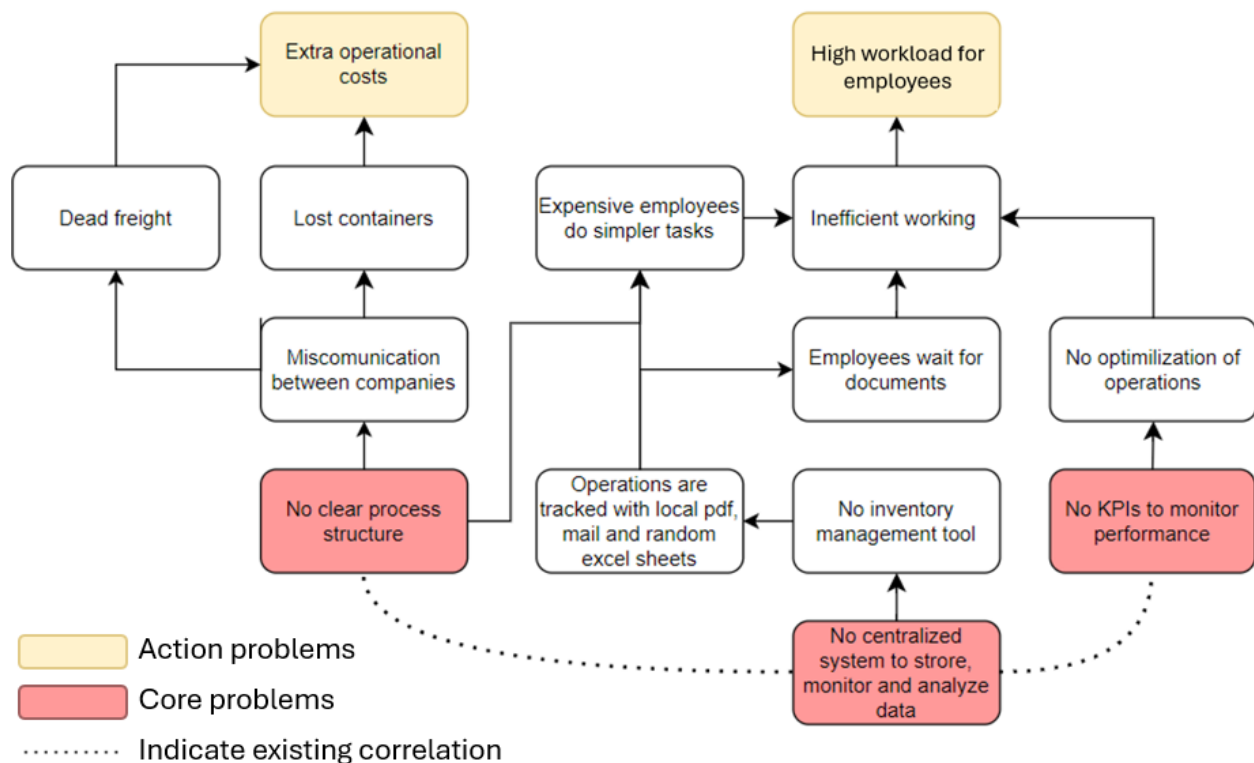 Extra operational
costs
High workload for
employees
Dead freight
Lost containers
Expensive employees
do simpler tasks
Inefficient working
Miscomunication
between companies
Employees wait for
documents
No optimilization of
operations
No clear process
structure
Operations are
tracked with local pdf,
mail and random
excel sheets
No inventory
management tool
No KPIs to monitor
performance
No centralized
system to strore,
monitor and analyze
data
Action problems
Core problems
Indicate existing correlation